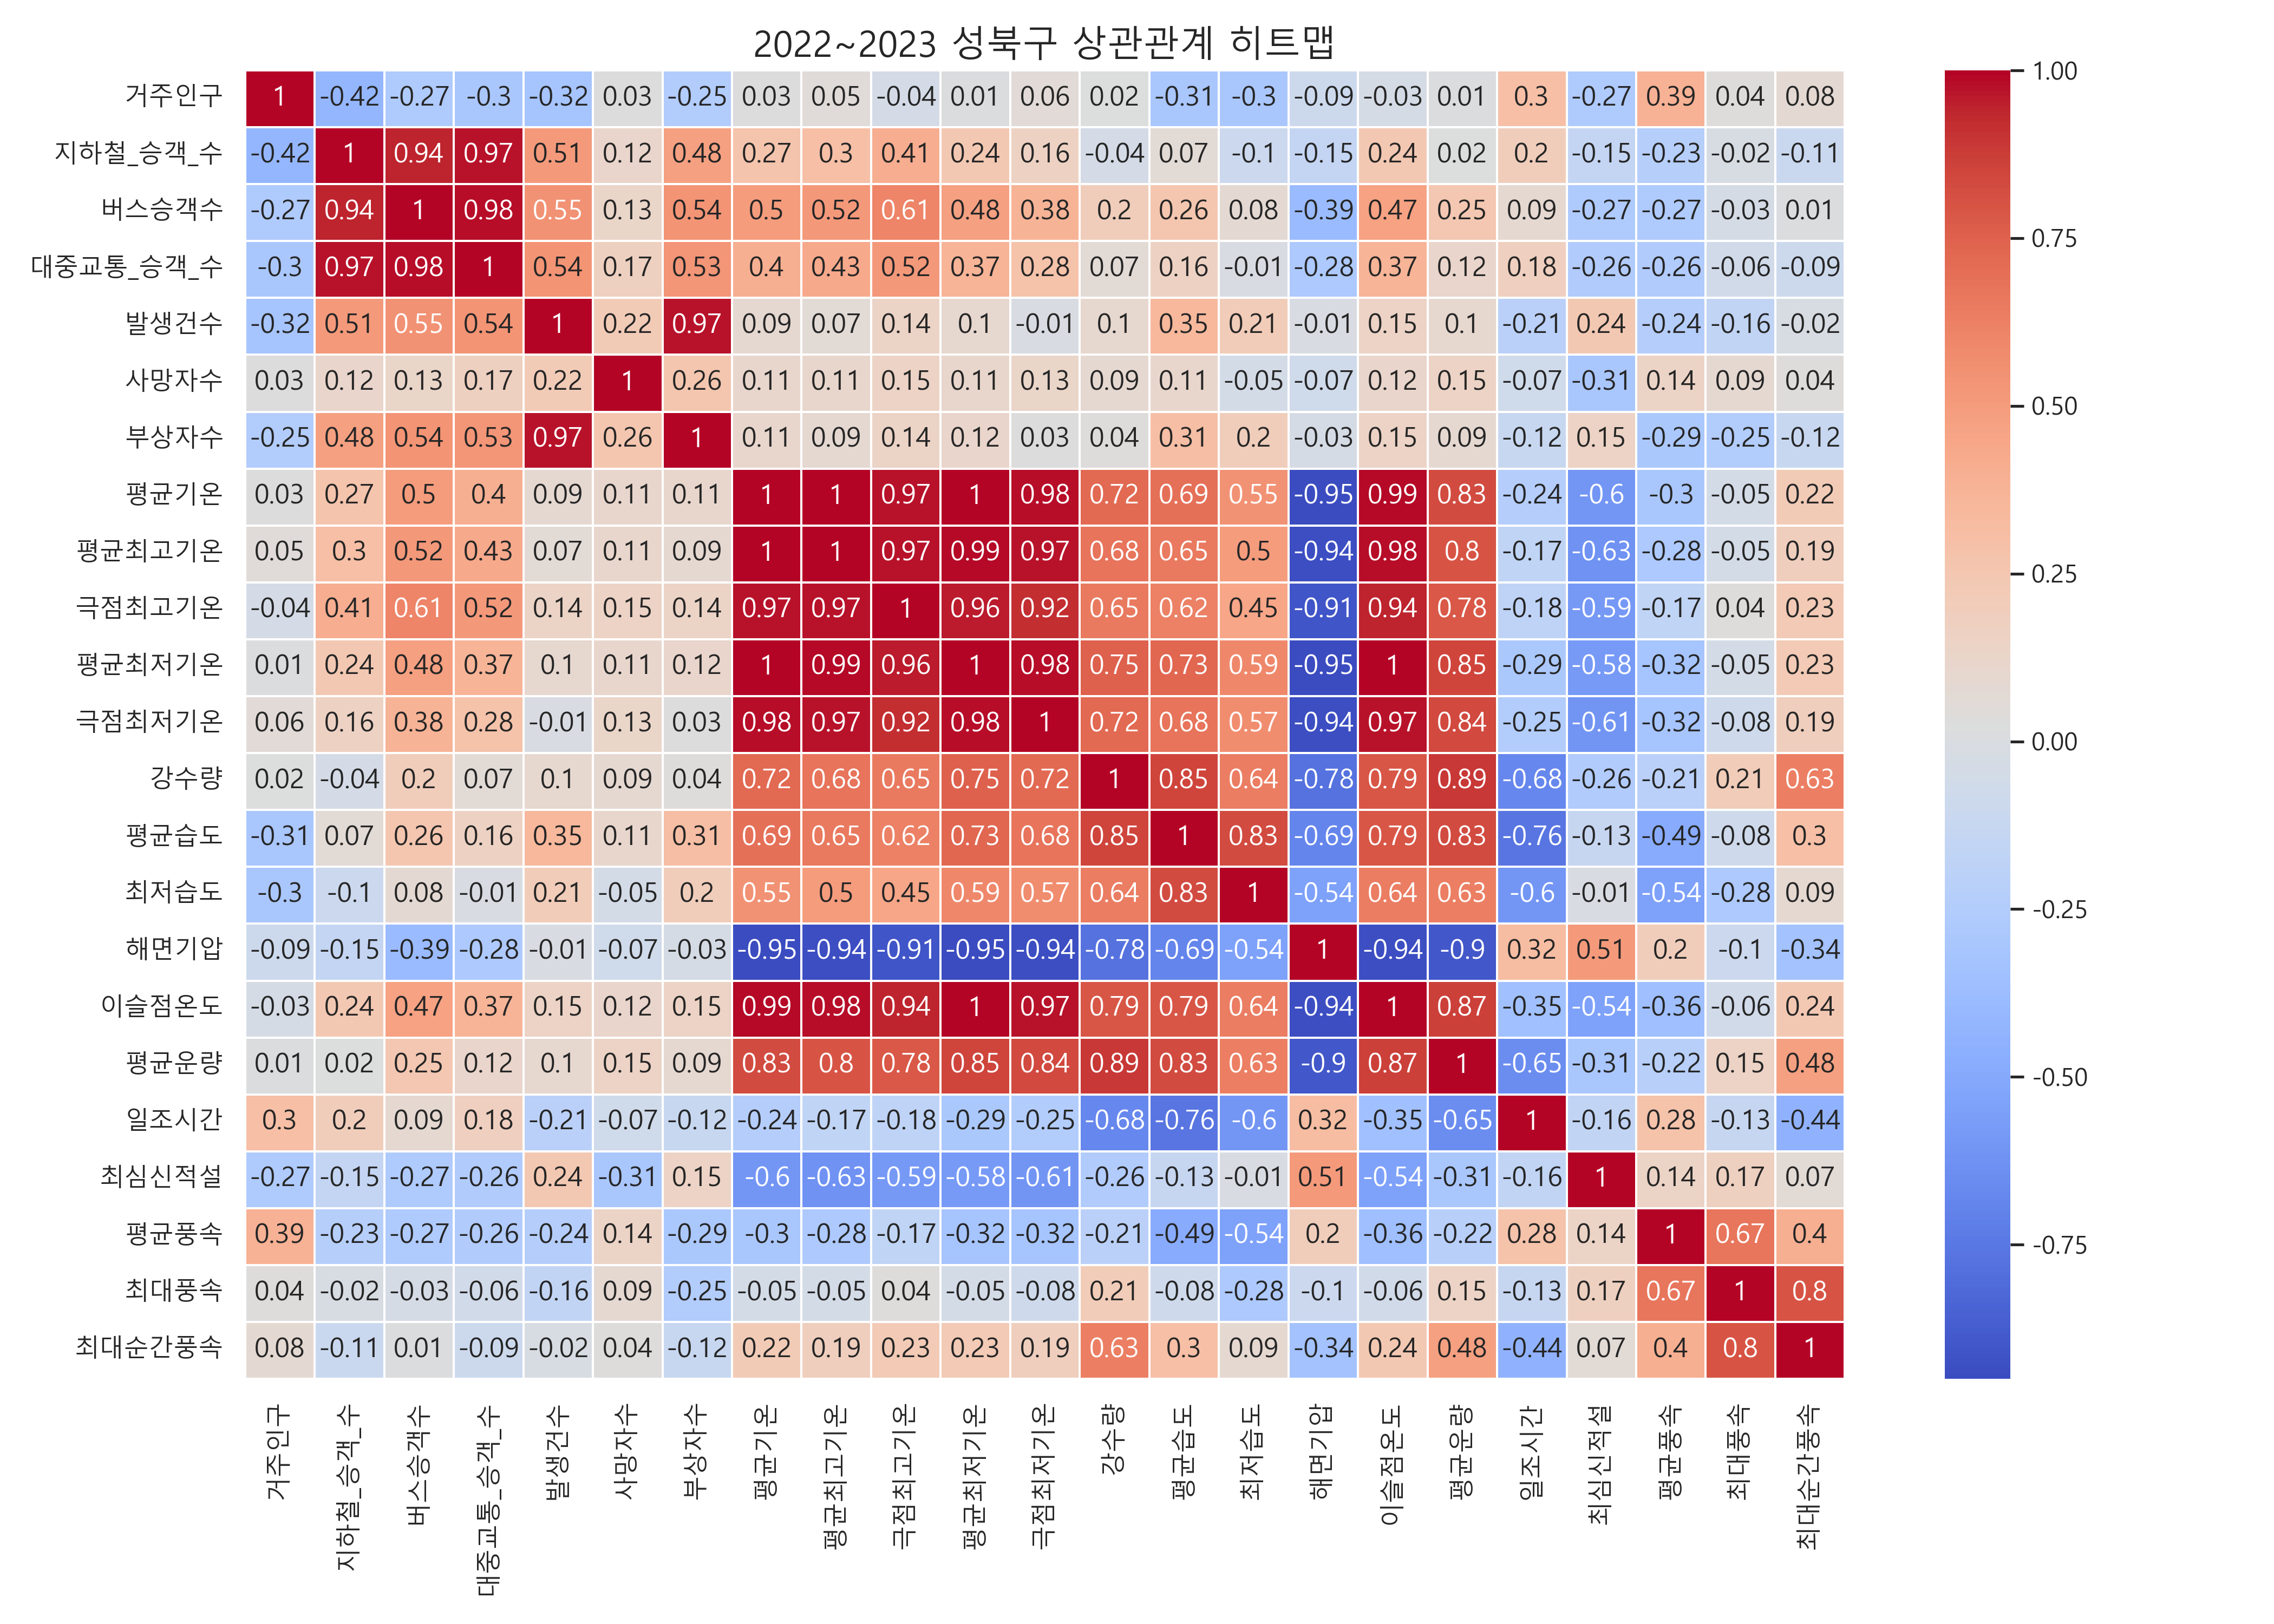 2022~2023 성북구 상관관계 히트맵
거주인구 1 -0.42 -0.27 -0.3 -0.32 0.03 -0.25 0.03 0.05 -0.04 0.01 0.06 0.02 -0.31 -0.3 -0.09 -0.03 0.01 0.3 -0.27 0.39 0.04 0.08
지하철_승객_수 -0.42 1 0.94 0.97 0.51 0.12 0.48 0.27 0.3 0.41 0.24 0.16 -0.04 0.07 -0.1 -0.15 0.24 0.02 0.2 -0.15 -0.23 -0.02 -0.11
버스승객수 -0.27 0.94 1 0.98 0.55 0.13 0.54 0.5 0.52 0.61 0.48 0.38 0.2 0.26 0.08 -0.39 0.47 0.25 0.09 -0.27 -0.27 -0.03 0.01
대중교통_승객_수 -0.3 0.97 0.98 1 0.54 0.17 0.53 0.4 0.43 0.52 0.37 0.28 0.07 0.16 -0.01 -0.28 0.37 0.12 0.18 -0.26 -0.26 -0.06 -0.09
발생건수 -0.32 0.51 0.55 0.54 1 0.22 0.97 0.09 0.07 0.14 0.1 -0.01 0.1 0.35 0.21 -0.01 0.15 0.1 -0.21 0.24 -0.24 -0.16 -0.02
사망자수 0.03 0.12 0.13 0.17 0.22 1 0.26 0.11 0.11 0.15 0.11 0.13 0.09 0.11 -0.05 -0.07 0.12 0.15 -0.07 -0.31 0.14 0.09 0.04
부상자수 -0.25 0.48 0.54 0.53 0.97 0.26 1 0.11 0.09 0.14 0.12 0.03 0.04 0.31 0.2 -0.03 0.15 0.09 -0.12 0.15 -0.29 -0.25 -0.12
평균기온 0.03 0.27 0.5 0.4 0.09 0.11 0.11 1 1 0.97 1 0.98 0.72 0.69 0.55 -0.95 0.99 0.83 -0.24 -0.6 -0.3 -0.05 0.22
평균최고기온 0.05 0.3 0.52 0.43 0.07 0.11 0.09 1 1 0.97 0.99 0.97 0.68 0.65 0.5 -0.94 0.98 0.8 -0.17 -0.63 -0.28 -0.05 0.19
극점최고기온 -0.04 0.41 0.61 0.52 0.14 0.15 0.14 0.97 0.97 1 0.96 0.92 0.65 0.62 0.45 -0.91 0.94 0.78 -0.18 -0.59 -0.17 0.04 0.23
평균최저기온 0.01 0.24 0.48 0.37 0.1 0.11 0.12 1 0.99 0.96 1 0.98 0.75 0.73 0.59 -0.95 1 0.85 -0.29 -0.58 -0.32 -0.05 0.23
극점최저기온 0.06 0.16 0.38 0.28 -0.01 0.13 0.03 0.98 0.97 0.92 0.98 1 0.72 0.68 0.57 -0.94 0.97 0.84 -0.25 -0.61 -0.32 -0.08 0.19
강수량 0.02 -0.04 0.2 0.07 0.1 0.09 0.04 0.72 0.68 0.65 0.75 0.72 1 0.85 0.64 -0.78 0.79 0.89 -0.68 -0.26 -0.21 0.21 0.63
평균습도 -0.31 0.07 0.26 0.16 0.35 0.11 0.31 0.69 0.65 0.62 0.73 0.68 0.85 1 0.83 -0.69 0.79 0.83 -0.76 -0.13 -0.49 -0.08 0.3
최저습도 -0.3 -0.1 0.08 -0.01 0.21 -0.05 0.2 0.55 0.5 0.45 0.59 0.57 0.64 0.83 1 -0.54 0.64 0.63 -0.6 -0.01 -0.54 -0.28 0.09
해면기압 -0.09 -0.15 -0.39 -0.28 -0.01 -0.07 -0.03 -0.95 -0.94 -0.91 -0.95 -0.94 -0.78 -0.69 -0.54 1 -0.94 -0.9 0.32 0.51 0.2 -0.1 -0.34
이슬점온도 -0.03 0.24 0.47 0.37 0.15 0.12 0.15 0.99 0.98 0.94 1 0.97 0.79 0.79 0.64 -0.94 1 0.87 -0.35 -0.54 -0.36 -0.06 0.24
평균운량 0.01 0.02 0.25 0.12 0.1 0.15 0.09 0.83 0.8 0.78 0.85 0.84 0.89 0.83 0.63 -0.9 0.87 1 -0.65 -0.31 -0.22 0.15 0.48
일조시간 0.3 0.2 0.09 0.18 -0.21 -0.07 -0.12 -0.24 -0.17 -0.18 -0.29 -0.25 -0.68 -0.76 -0.6 0.32 -0.35 -0.65 1 -0.16 0.28 -0.13 -0.44
최심신적설 -0.27 -0.15 -0.27 -0.26 0.24 -0.31 0.15 -0.6 -0.63 -0.59 -0.58 -0.61 -0.26 -0.13 -0.01 0.51 -0.54 -0.31 -0.16 1 0.14 0.17 0.07
평균풍속 0.39 -0.23 -0.27 -0.26 -0.24 0.14 -0.29 -0.3 -0.28 -0.17 -0.32 -0.32 -0.21 -0.49 -0.54 0.2 -0.36 -0.22 0.28 0.14 1 0.67 0.4
최대풍속 0.04 -0.02 -0.03 -0.06 -0.16 0.09 -0.25 -0.05 -0.05 0.04 -0.05 -0.08 0.21 -0.08 -0.28 -0.1 -0.06 0.15 -0.13 0.17 0.67 1 0.8
최대순간풍속 0.08 -0.11 0.01 -0.09 -0.02 0.04 -0.12 0.22 0.19 0.23 0.23 0.19 0.63 0.3 0.09 -0.34 0.24 0.48 -0.44 0.07 0.4 0.8 1
거주인구
지하철_승객_수
버스승객수
대중교통_승객_수
발생건수
사망자수
부상자수
평균기온
평균최고기온
극점최고기온
평균최저기온
극점최저기온
강수량
평균습도
최저습도
해면기압
이슬점온도
평균운량
일조시간
최심신적설
평균풍속
최대풍속
최대순간풍속
1.00
0.75
0.50
0.25
0.00
-0.25
-0.50
-0.75